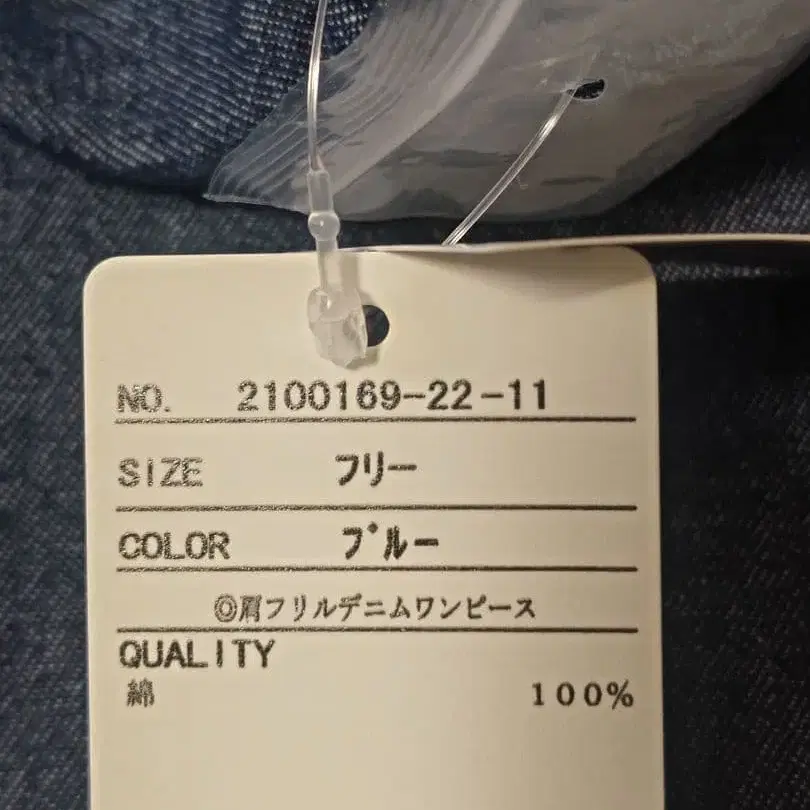 NO. 2100169-22-11
SIZE フリー
COLOR ブルー
◎肩フリルデニムワンピース
QUALITY
綿 100%